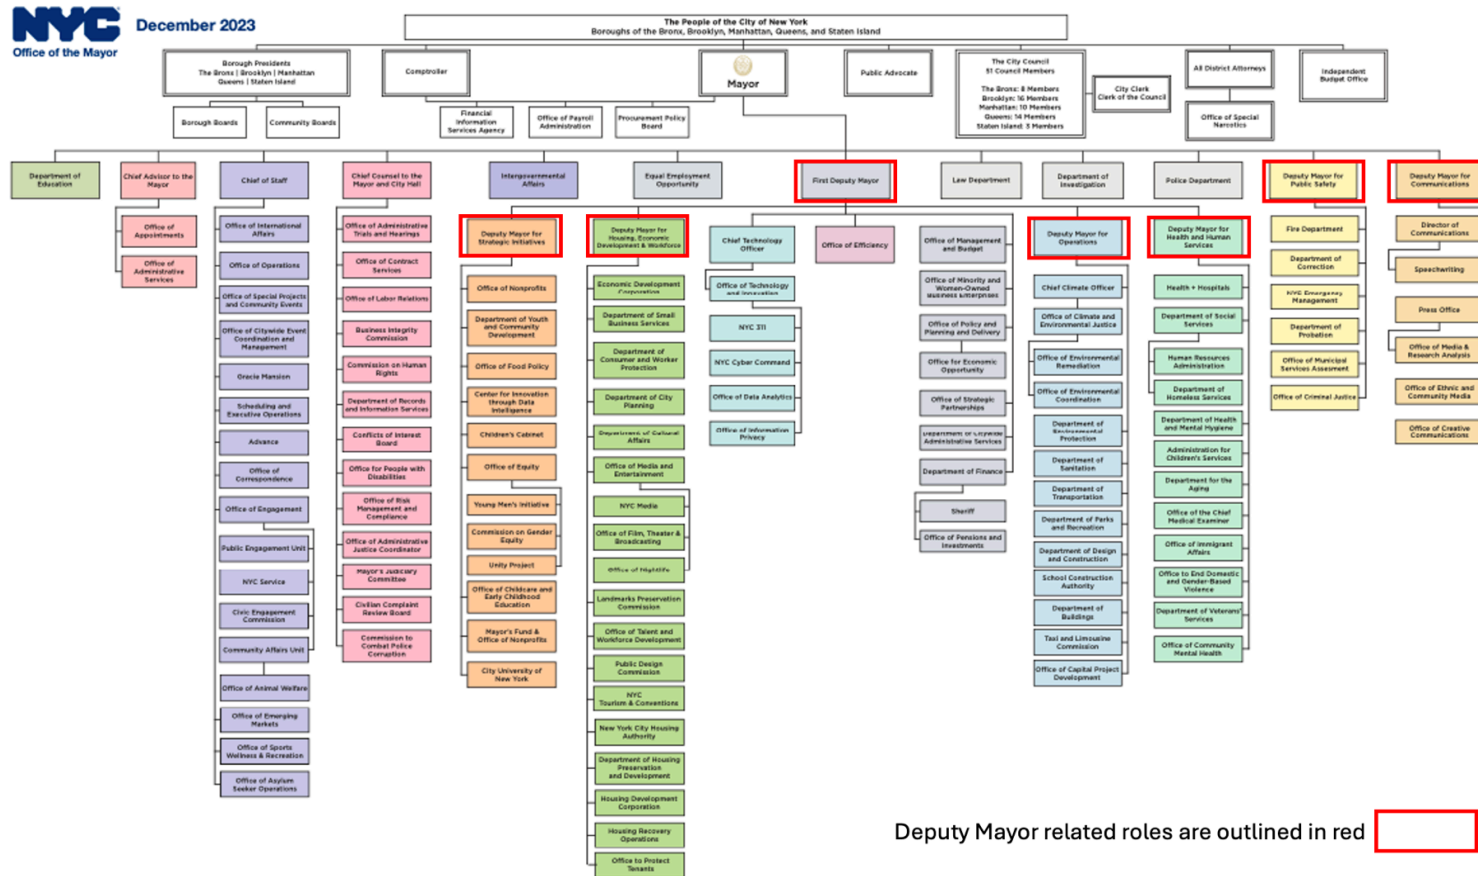 NYC
Office of the Mayor
December 2023
The People of the City of New York
Boroughs of the Bronx, Brooklyn, Manhattan, Queens, and Staten Island
Borough Presidents
The Bronx | Brooklyn | Manhattan
Queens | Staten Island
Comptroller
Mayor
Public Advocate
The City Council
51 Council Members
The Bronx: 8 Members
Brooklyn: 16 Members
Manhattan: 10 Members
Queens: 14 Members
Staten Island: 3 Members
City Clerk
Clerk of the Council
All District Attorneys
Independent
Budget Office
Borough Boards
Community Boards
Financial
Information
Services Agency
Office of Payroll
Administration
Procurement Policy
Board
Office of Special
Narcotics
Department of
Education
Chief Advisor to the
Mayor
Chief of Staff
Chief Counsel to the
Mayor and City Hall
Intergovernmental
Affairs
Equal Employment
Opportunity
First Deputy Mayor
Law Department
Department of
Investigation
Police Department
Deputy Mayor for
Public Safety
Deputy Mayor for
Communications
Office of
Appointments
Office of
Administrative
Services
Office of International
Affairs
Office of Operations
Office of Special Projects
and Community Events
Office of Citywide Event
Coordination and
Management
Gracie Mansion
Scheduling and
Executive Operations
Advance
Office of
Correspondence
Office of Engagement
Public Engagement Unit
NYC Service
Civic Engagement
Commission
Community Affairs Unit
Office of Animal Welfare
Office of Emerging
Markets
Office of Sports
Wellness & Recreation
Office of Asylum
Seeker Operations
Office of Administrative
Trials and Hearings
Office of Contract
Services
Office of Labor Relations
Business Integrity
Commission
Commission on Human
Rights
Department of Records
and Information Services
Conflicts of Interest
Board
Office for People with
Disabilities
Office of Risk
Management and
Compliance
Office of Administrative
Justice Coordinator
Mayor's Judiciary
Committee
Civilian Complaint
Review Board
Commission to
Combat Police
Corruption
Deputy Mayor for
Strategic Initiatives
Office of Nonprofits
Department of Youth
and Community
Development
Office of Food Policy
Center for Innovation
through Data
Intelligence
Children's Cabinet
Office of Equity
Young Men's Initiative
Commission on Gender
Equity
Unity Project
Office of Childcare and
Early Childhood
Education
Mayor's Fund &
Office of Nonprofits
City University of
New York
Deputy Mayor for
Housing, Economic
Development & Workforce
Economic Development
Corporation
Department of Small
Business Services
Department of
Consumer and Worker
Protection
Department of City
Planning
Department of Cultural
Affairs
Office of Media and
Entertainment
NYC Media
Office of Film, Theater &
Broadcasting
Office of Nightlife
Landmarks Preservation
Commission
Office of Talent and
Workforce Development
Public Design
Commission
NYC
Tourism & Conventions
New York City Housing
Authority
Department of Housing
Preservation
and Development
Housing Development
Corporation
Housing Recovery
Operations
Office to Protect
Tenants
Chief Technology
Officer
Office of Technology
and Innovation
NYC 311
NYC Cyber Command
Office of Data Analytics
Office of Information
Privacy
Office of Efficiency
Office of Management
and Budget
Office of Minority and
Women-Owned
Business Enterprises
Office of Policy and
Planning and Delivery
Office for Economic
Opportunity
Office of Strategic
Partnerships
Department of Citywide
Administrative Services
Department of Finance
Sheriff
Office of Pensions and
Investments
Deputy Mayor for
Operations
Chief Climate Officer
Office of Climate and
Environmental Justice
Office of Environmental
Remediation
Office of Environmental
Coordination
Department of
Environmental
Protection
Department of
Sanitation
Department of
Transportation
Department of Parks
and Recreation
Department of Design
and Construction
School Construction
Authority
Department of
Buildings
Taxi and Limousine
Commission
Office of Capital Project
Development
Deputy Mayor for
Health and Human
Services
Health + Hospitals
Department of Social
Services
Human Resources
Administration
Department of
Homeless Services
Department of Health
and Mental Hygiene
Administration for
Children's Services
Department for the
Aging
Office of the Chief
Medical Examiner
Office of Immigrant
Affairs
Office to End Domestic
and Gender-Based
Violence
Department of Veterans'
Services
Office of Community
Mental Health
Fire Department
Department of
Correction
NYC Emergency
Management
Department of
Probation
Office of Municipal
Services Assesment
Office of Criminal Justice
Director of
Communications
Speechwriting
Press Office
Office of Media &
Research Analysis
Office of Ethnic and
Community Media
Office of Creative
Communications
Deputy Mayor related roles are outlined in red